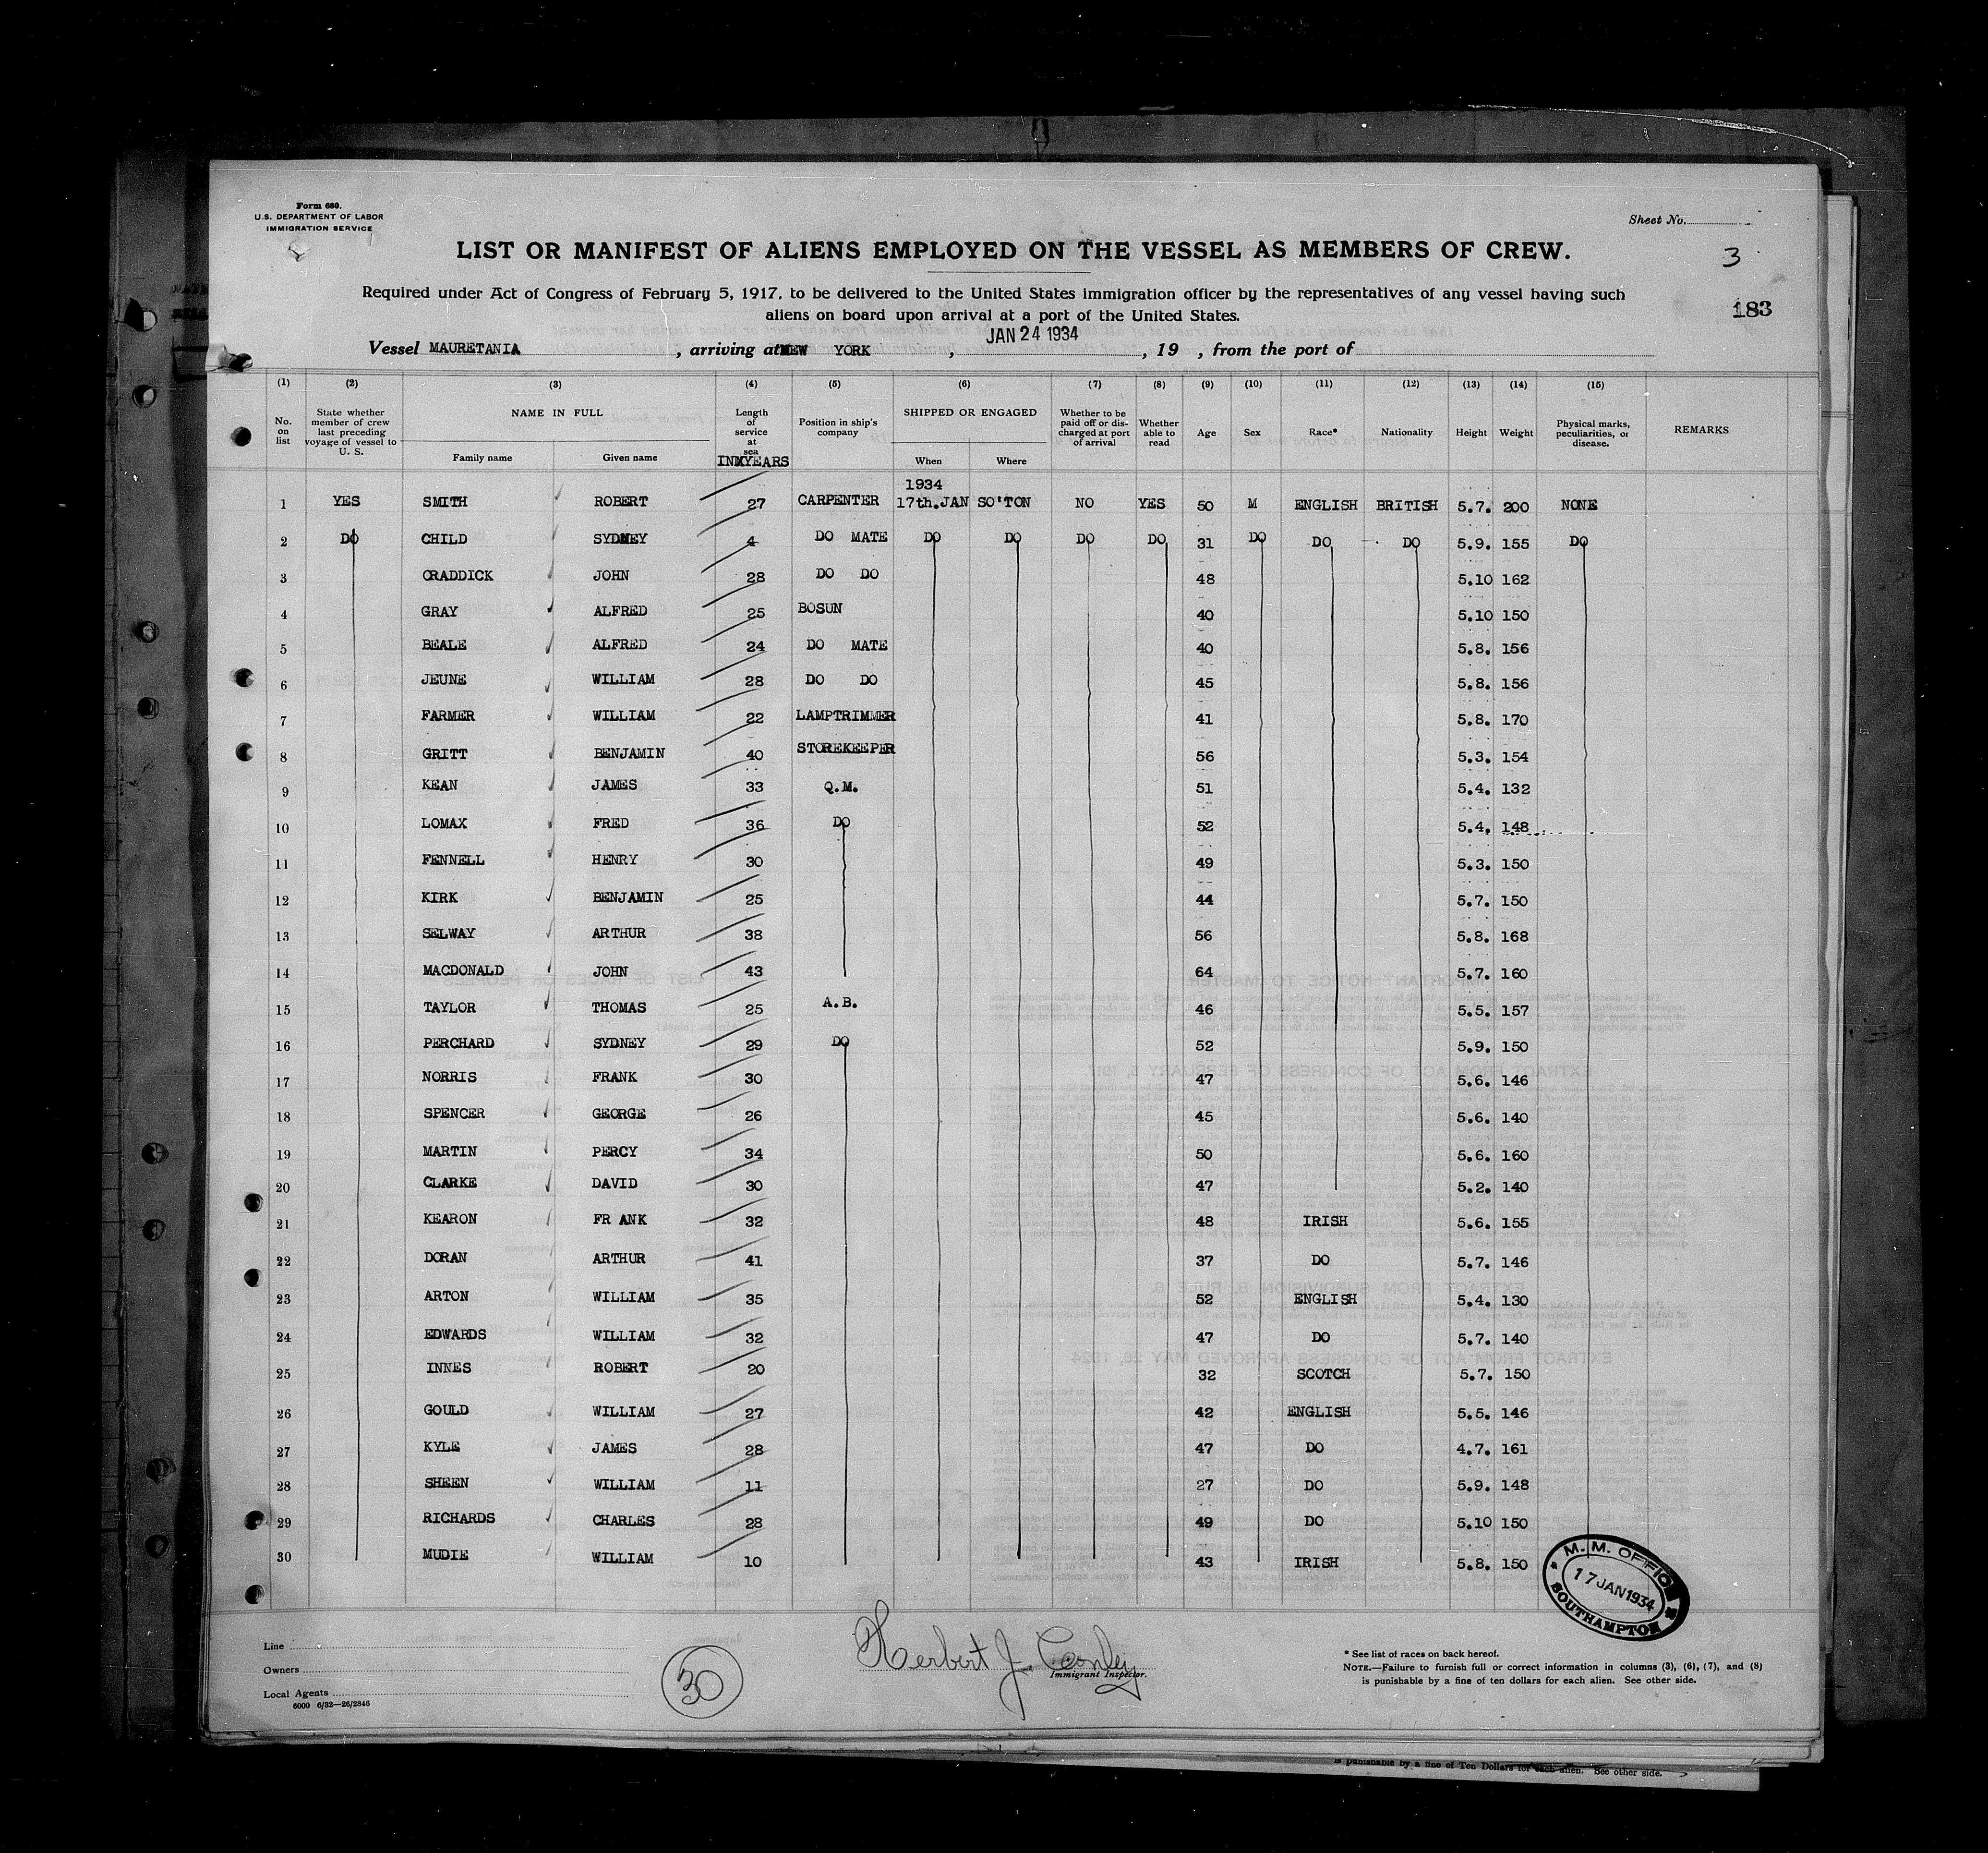 Form 680.
U.S. DEPARTMENT OF LABOR
IMMIGRATION SERVICE
Sheet No.
LIST OR MANIFEST OF ALIENS EMPLOYED ON THE VESSEL AS MEMBERS OF CREW.
3
Required under Act of Congress of February 5, 1917, to be delivered to the United States immigration officer by the representatives of any vessel having such
aliens on board upon arrival at a port of the United States.
183
Vessel MAURETANIA, arriving at NEW YORK, JAN 24 1934, 19 , from the port of
(1) (2) (3) (4) (5) (6) (7) (8) (9) (10) (11) (12) (13) (14) (15)
No. on list | State whether member of crew last preceding voyage of vessel to U. S. | NAME IN FULL | Family name | Given name | Length of service at sea IN YEARS | Position in ship's company | SHIPPED OR ENGAGED | When | Where | Whether to be paid off or discharged at port of arrival | Whether able to read | Age | Sex | Race* | Nationality | Height | Weight | Physical marks, peculiarities, or disease. | REMARKS
1934
1 YES SMITH ROBERT 27 CARPENTER 17th.JAN SO'TON NO YES 50 M ENGLISH BRITISH 5.7. 200 NONE
2 DO CHILD SYDNEY 4 DO MATE DO DO DO DO 31 DO DO DO 5.9. 155 DO
3 CRADDICK JOHN 28 DO DO 48 5.10 162
4 GRAY ALFRED 25 BOSUN 40 5.10 150
5 BEALE ALFRED 24 DO MATE 40 5.8. 156
6 JEUNE WILLIAM 28 DO DO 45 5.8. 156
7 FARMER WILLIAM 22 LAMPTRIMMER 41 5.8. 170
8 GRITT BENJAMIN 40 STOREKEEPER 56 5.3. 154
9 KEAN JAMES 33 Q.M. 51 5.4. 132
10 LOMAX FRED 36 DO 52 5.4. 148
11 FENNELL HENRY 30 49 5.3. 150
12 KIRK BENJAMIN 25 44 5.7. 150
13 SELWAY ARTHUR 38 56 5.8. 168
14 MACDONALD JOHN 43 64 5.7. 160
15 TAYLOR THOMAS 25 A.B. 46 5.5. 157
16 PERCHARD SYDNEY 29 DO 52 5.9. 150
17 NORRIS FRANK 30 47 5.6. 146
18 SPENCER GEORGE 26 45 5.6. 140
19 MARTIN PERCY 34 50 5.6. 160
20 CLARKE DAVID 30 47 5.2. 140
21 KEARON FR ANK 32 48 IRISH 5.6. 155
22 DORAN ARTHUR 41 37 DO 5.7. 146
23 ARTON WILLIAM 35 52 ENGLISH 5.4. 130
24 EDWARDS WILLIAM 32 47 DO 5.7. 140
25 INNES ROBERT 20 32 SCOTCH 5.7. 150
26 GOULD WILLIAM 27 42 ENGLISH 5.5. 146
27 KYLE JAMES 28 47 DO 4.7. 161
28 SHEEN WILLIAM 11 27 DO 5.9. 148
29 RICHARDS CHARLES 28 49 DO 5.10 150
30 MUDIE WILLIAM 10 43 IRISH 5.8. 150
M.M. OFFICE
17 JAN 1934
SOUTHAMPTON
Line
Owners
Local Agents
6000 6/32—26/2846
30
Herbert J. Conley
Immigrant Inspector.
* See list of races on back hereof.
NOTE.—Failure to furnish full or correct information in columns (3), (6), (7), and (8)
is punishable by a fine of ten dollars for each alien. See other side.
is punishable by a fine of Ten Dollars for each alien. See other side.